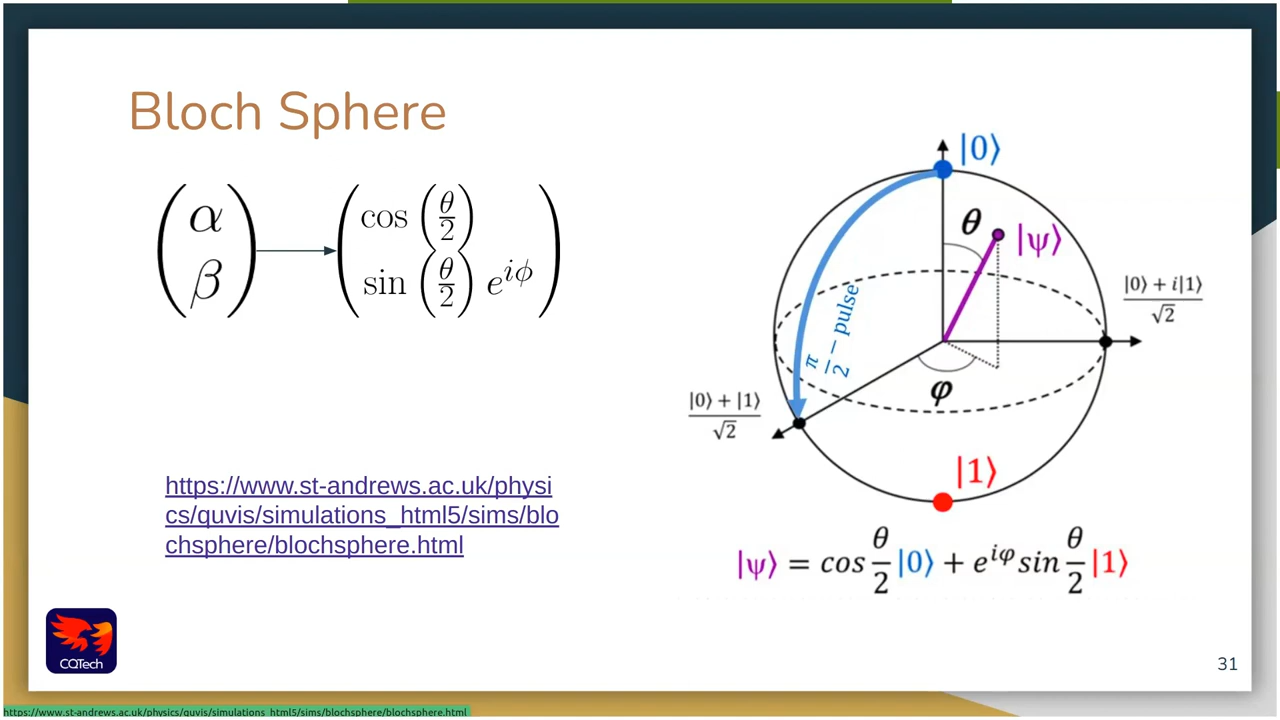 Bloch Sphere
(α β) → (cos(θ/2) sin(θ/2) e^{iϕ})
|0⟩
θ
|ψ⟩
π/2 − pulse
|0⟩ + i|1⟩ / √2
φ
|0⟩ + |1⟩ / √2
|1⟩
|ψ⟩ = cos θ/2 |0⟩ + e^{iφ} sin θ/2 |1⟩
https://www.st-andrews.ac.uk/physi
cs/quvis/simulations_html5/sims/blo
chsphere/blochsphere.html
CQTech
31
https://www.st-andrews.ac.uk/physics/quvis/simulations_html5/sims/blochsphere/blochsphere.html